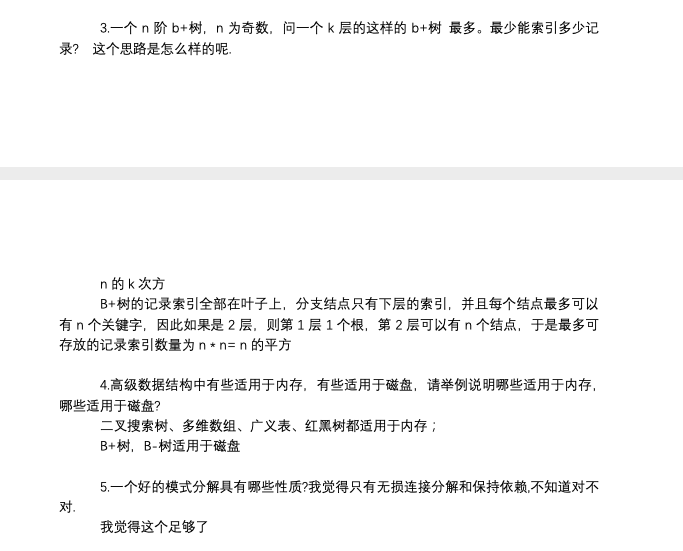 3.一个 n 阶 b+树，n 为奇数，问一个 k 层的这样的 b+树 最多。最少能索引多少记
录? 这个思路是怎么样的呢.
n 的 k 次方
B+树的记录索引全部在叶子上，分支结点只有下层的索引，并且每个结点最多可以
有 n 个关键字，因此如果是 2 层，则第 1 层 1 个根，第 2 层可以有 n 个结点，于是最多可
存放的记录索引数量为 n * n= n 的平方
4.高级数据结构中有些适用于内存，有些适用于磁盘，请举例说明哪些适用于内存，
哪些适用于磁盘?
二叉搜索树、多维数组、广义表、红黑树都适用于内存；
B+树，B-树适用于磁盘
5.一个好的模式分解具有哪些性质?我觉得只有无损连接分解和保持依赖,不知道对不
对.
我觉得这个足够了